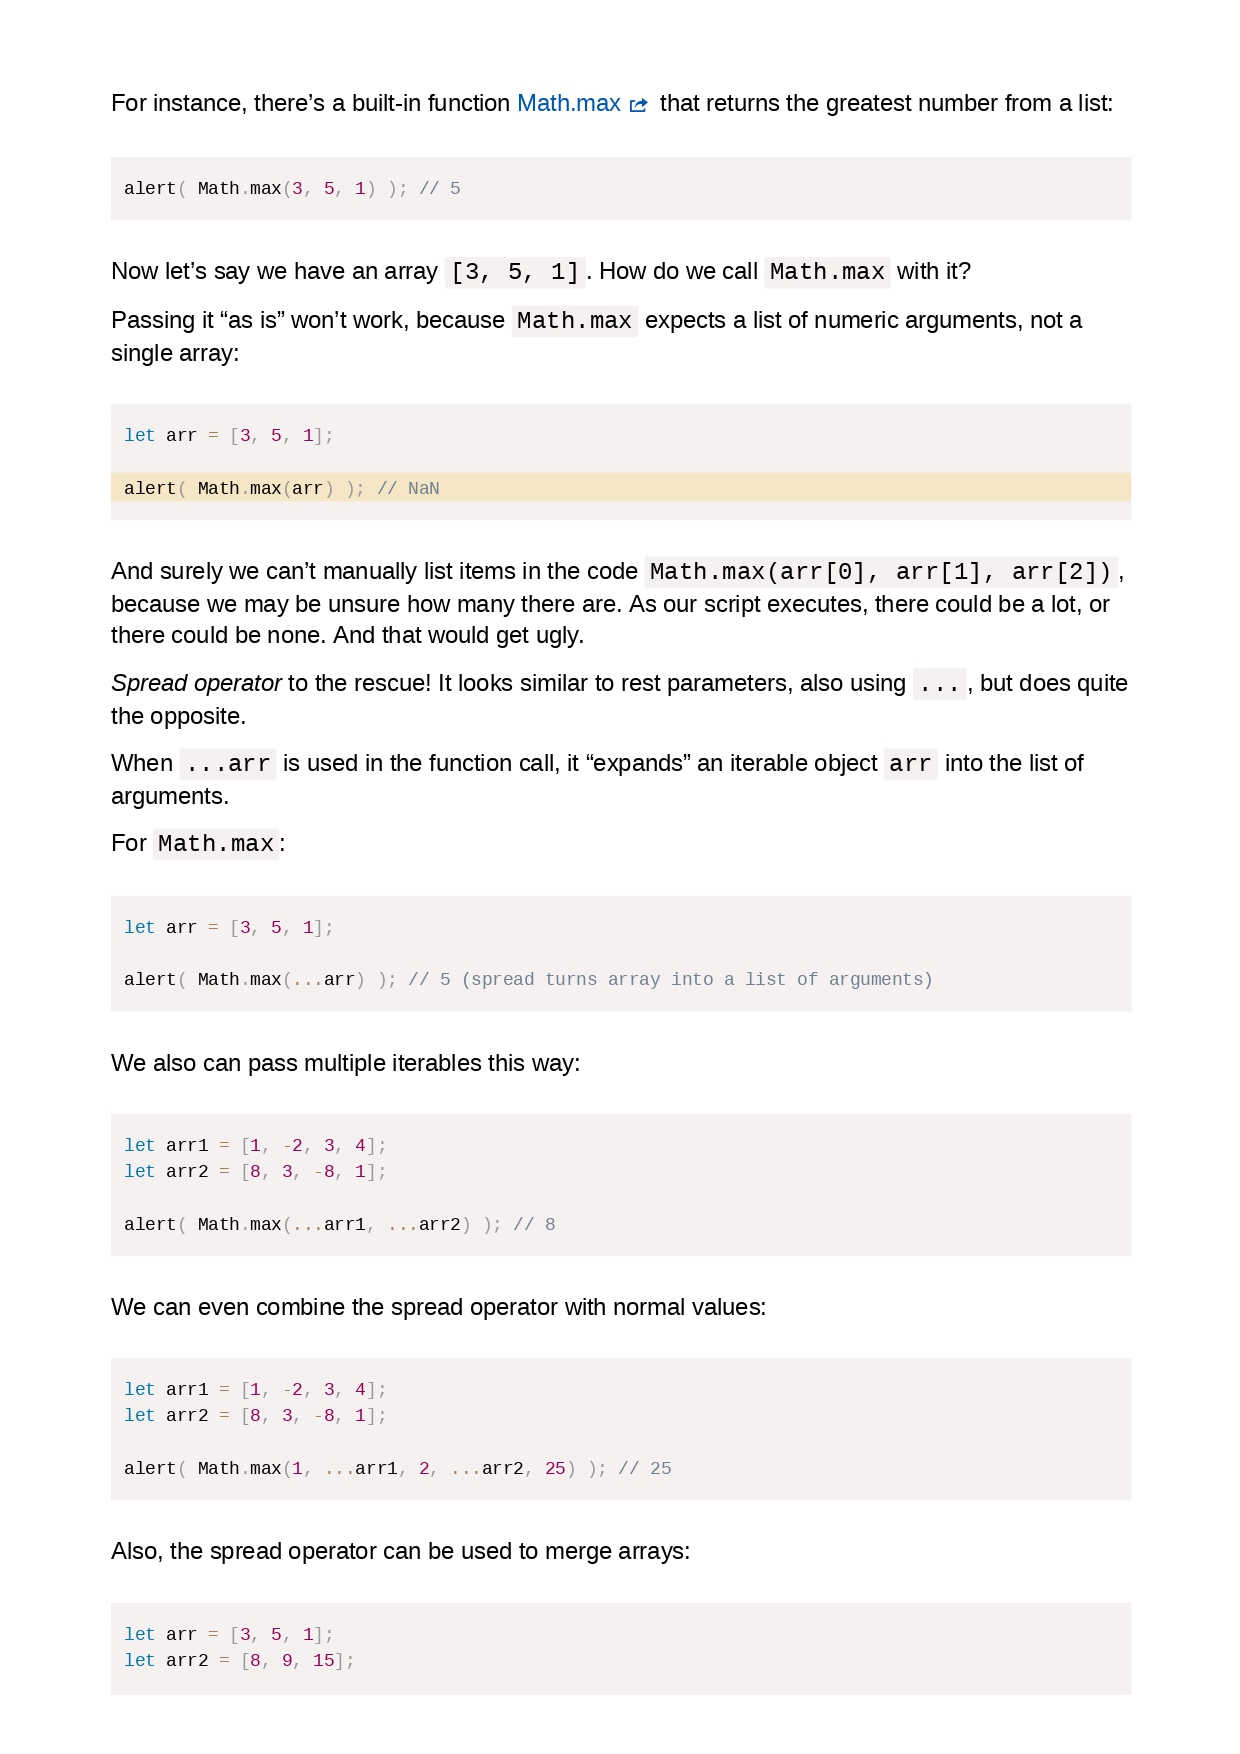 For instance, there’s a built-in function Math.max that returns the greatest number from a list:
alert( Math.max(3, 5, 1) ); // 5
Now let’s say we have an array [3, 5, 1]. How do we call Math.max with it?
Passing it “as is” won’t work, because Math.max expects a list of numeric arguments, not a
single array:
let arr = [3, 5, 1];
alert( Math.max(arr) ); // NaN
And surely we can’t manually list items in the code Math.max(arr[0], arr[1], arr[2]),
because we may be unsure how many there are. As our script executes, there could be a lot, or
there could be none. And that would get ugly.
Spread operator to the rescue! It looks similar to rest parameters, also using ..., but does quite
the opposite.
When ...arr is used in the function call, it “expands” an iterable object arr into the list of
arguments.
For Math.max:
let arr = [3, 5, 1];
alert( Math.max(...arr) ); // 5 (spread turns array into a list of arguments)
We also can pass multiple iterables this way:
let arr1 = [1, -2, 3, 4];
let arr2 = [8, 3, -8, 1];
alert( Math.max(...arr1, ...arr2) ); // 8
We can even combine the spread operator with normal values:
let arr1 = [1, -2, 3, 4];
let arr2 = [8, 3, -8, 1];
alert( Math.max(1, ...arr1, 2, ...arr2, 25) ); // 25
Also, the spread operator can be used to merge arrays:
let arr = [3, 5, 1];
let arr2 = [8, 9, 15];